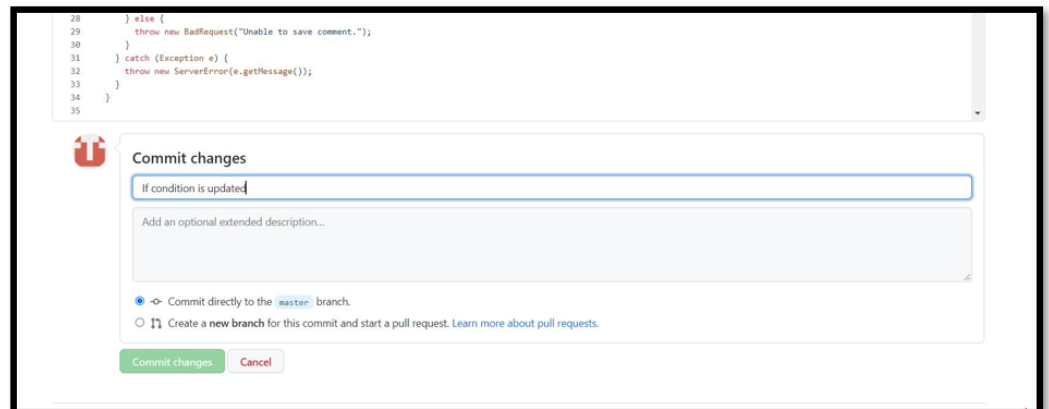 28 } else {
29 throw new BadRequest("Unable to save comment.");
30 }
31 } catch (Exception e) {
32 throw new ServerError(e.getMessage());
33 }
34 }
35
Commit changes
If condition is updated
Add an optional extended description...
Commit directly to the master branch.
Create a new branch for this commit and start a pull request. Learn more about pull requests.
Commit changes Cancel